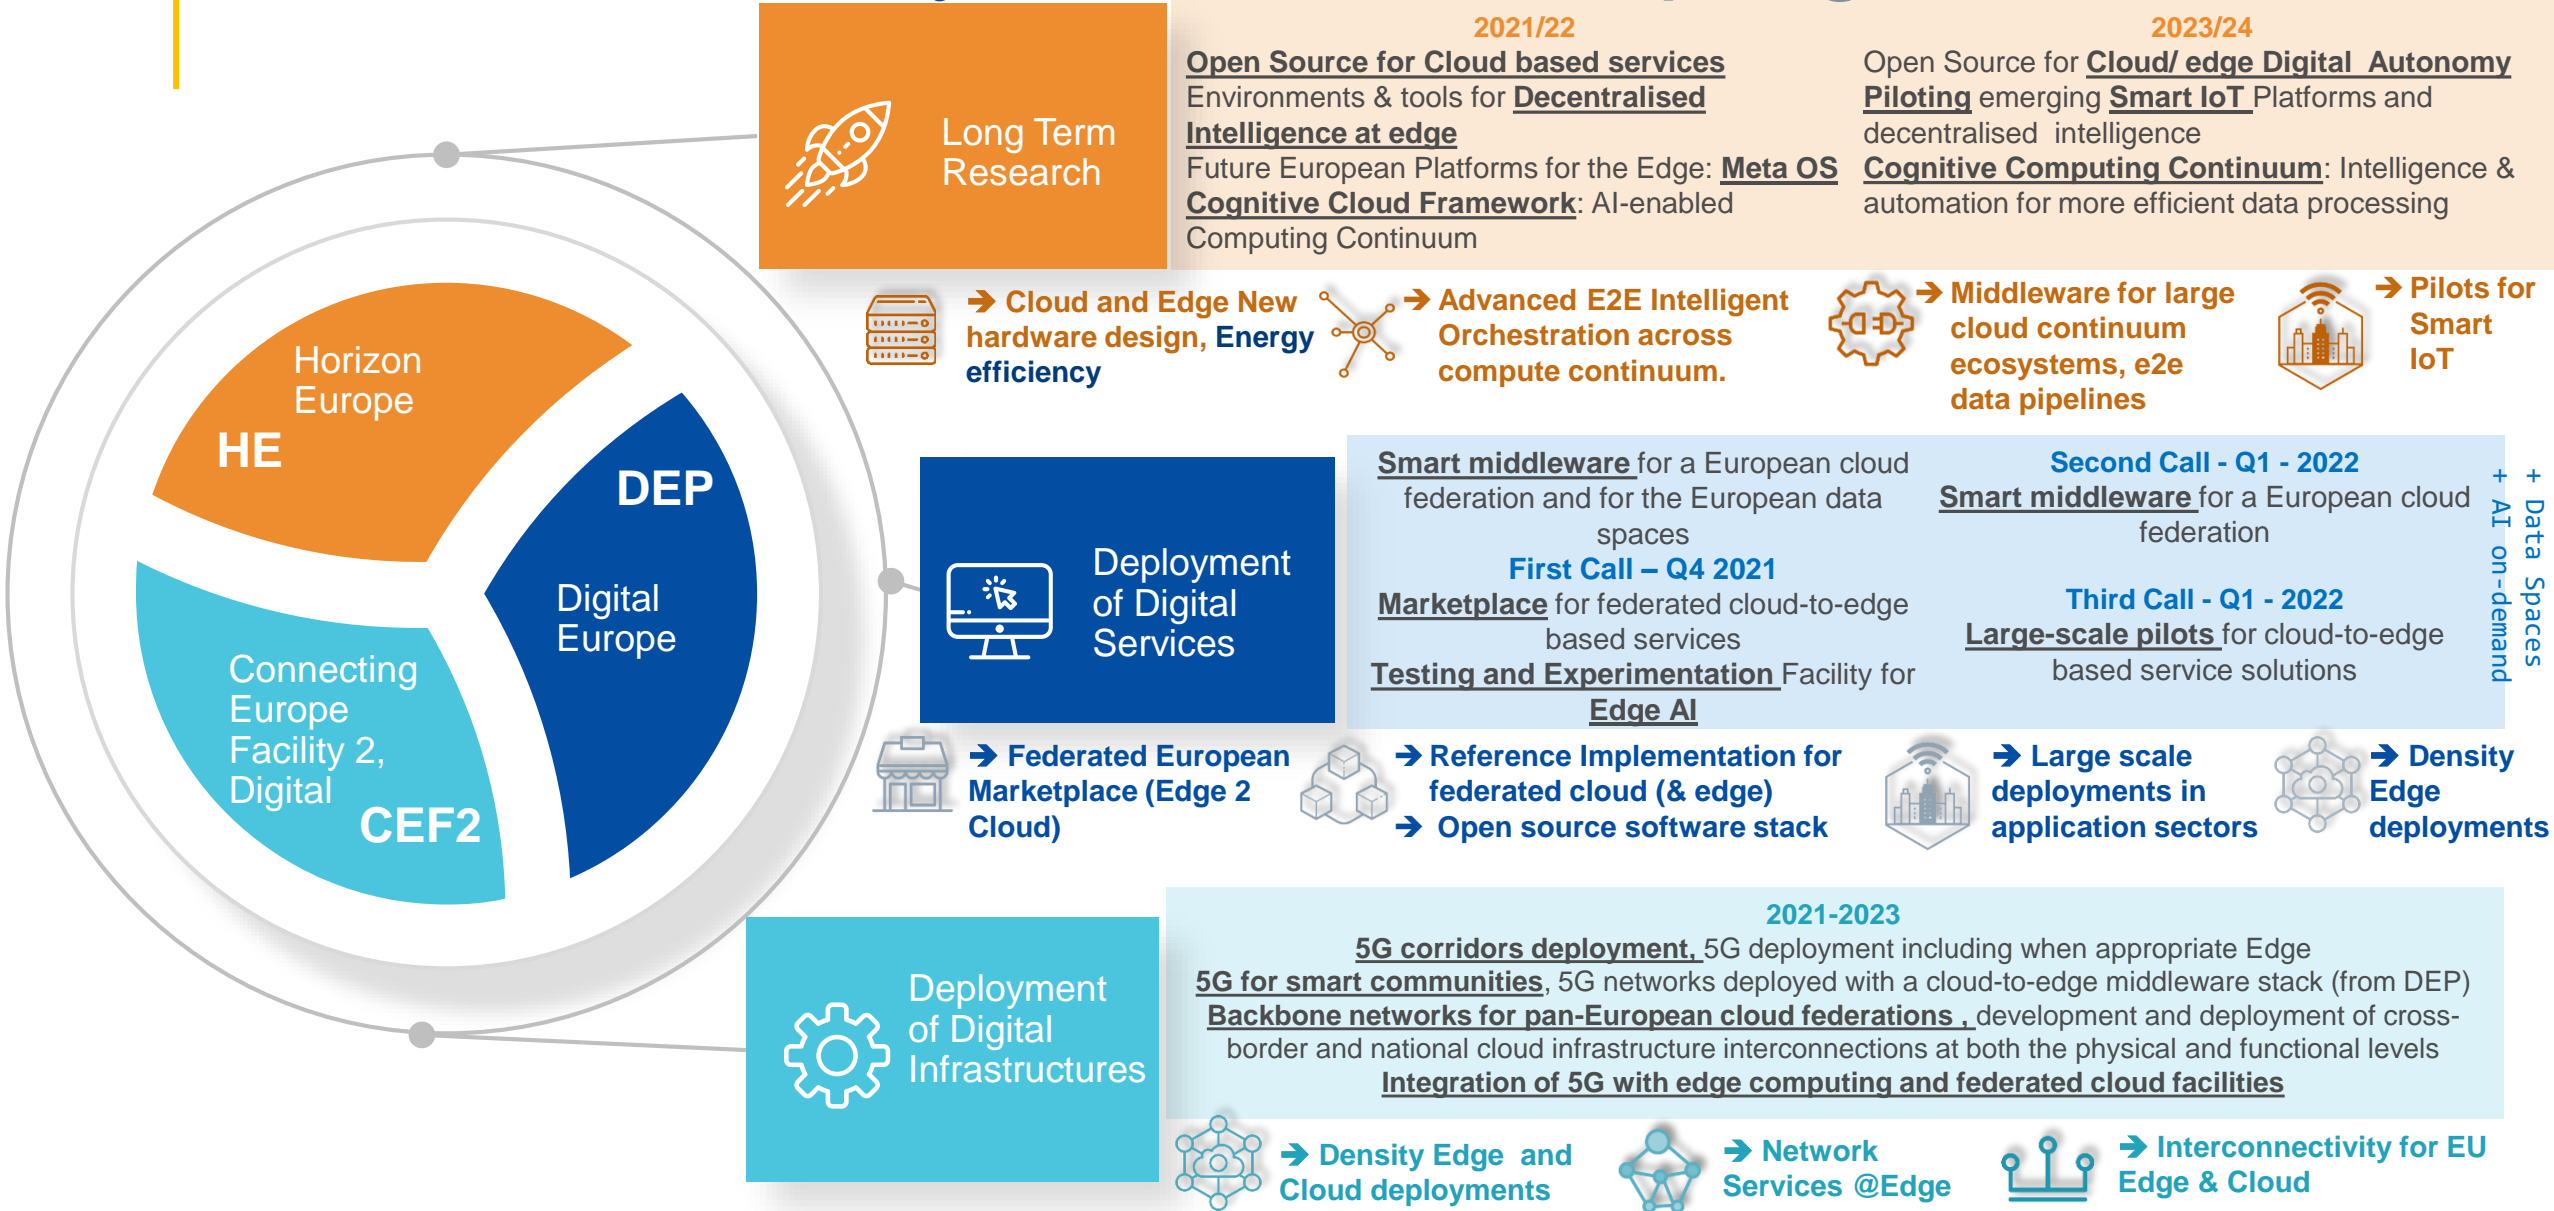 Horizon
Europe
HE
DEP
Digital
Europe
Connecting
Europe
Facility 2,
Digital
CEF2
Long Term
Research
2021/22
Open Source for Cloud based services
Environments & tools for Decentralised
Intelligence at edge
Future European Platforms for the Edge: Meta OS
Cognitive Cloud Framework: AI-enabled
Computing Continuum
2023/24
Open Source for Cloud/ edge Digital Autonomy
Piloting emerging Smart IoT Platforms and
decentralised intelligence
Cognitive Computing Continuum: Intelligence &
automation for more efficient data processing
➔ Cloud and Edge New
hardware design, Energy
efficiency
➔ Advanced E2E Intelligent
Orchestration across
compute continuum.
➔ Middleware for large
cloud continuum
ecosystems, e2e
data pipelines
➔ Pilots for
Smart
IoT
Deployment
of Digital
Services
Smart middleware for a European cloud
federation and for the European data
spaces
First Call – Q4 2021
Marketplace for federated cloud-to-edge
based services
Testing and Experimentation Facility for
Edge AI
Second Call - Q1 - 2022
Smart middleware for a European cloud
federation
Third Call - Q1 - 2022
Large-scale pilots for cloud-to-edge
based service solutions
+ Data Spaces
+ AI on-demand
➔ Federated European
Marketplace (Edge 2
Cloud)
➔ Reference Implementation for
federated cloud (& edge)
➔ Open source software stack
➔ Large scale
deployments in
application sectors
➔ Density
Edge
deployments
Deployment
of Digital
Infrastructures
2021-2023
5G corridors deployment, 5G deployment including when appropriate Edge
5G for smart communities, 5G networks deployed with a cloud-to-edge middleware stack (from DEP)
Backbone networks for pan-European cloud federations , development and deployment of cross-
border and national cloud infrastructure interconnections at both the physical and functional levels
Integration of 5G with edge computing and federated cloud facilities
➔ Density Edge and
Cloud deployments
➔ Network
Services @Edge
➔ Interconnectivity for EU
Edge & Cloud